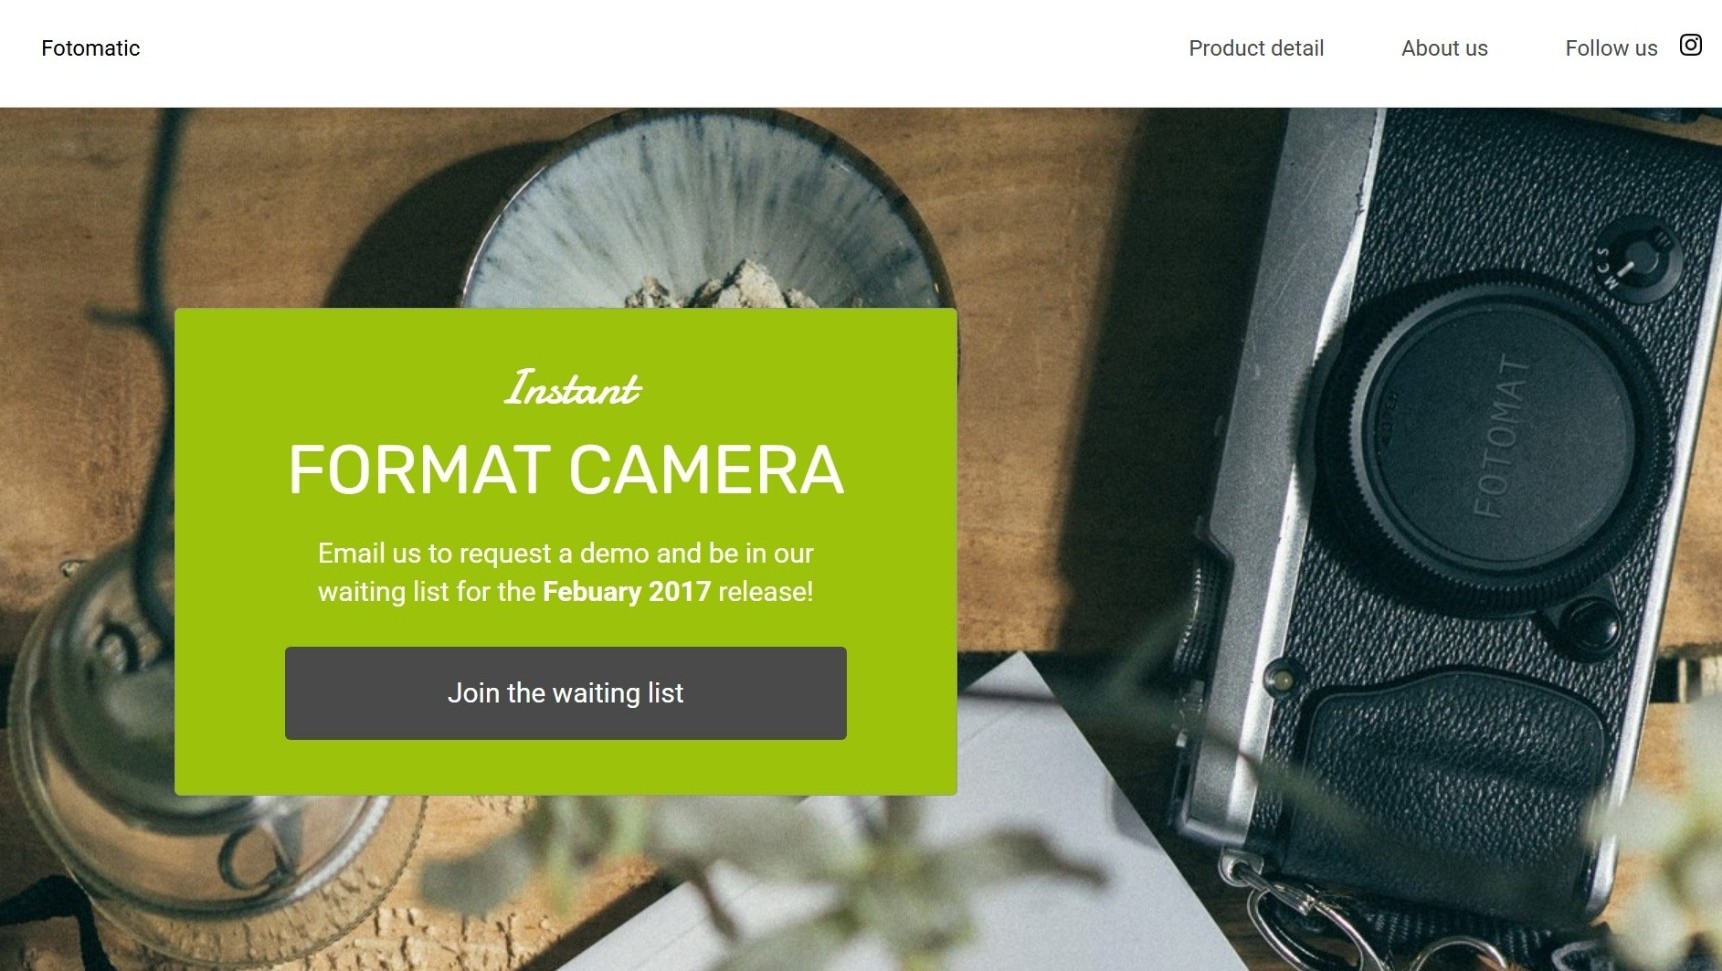 Fotomatic
Product detail
About us
Follow us
Instant
FORMAT CAMERA
Email us to request a demo and be in our
waiting list for the Febuary 2017 release!
Join the waiting list
FOTOMAT
M C S